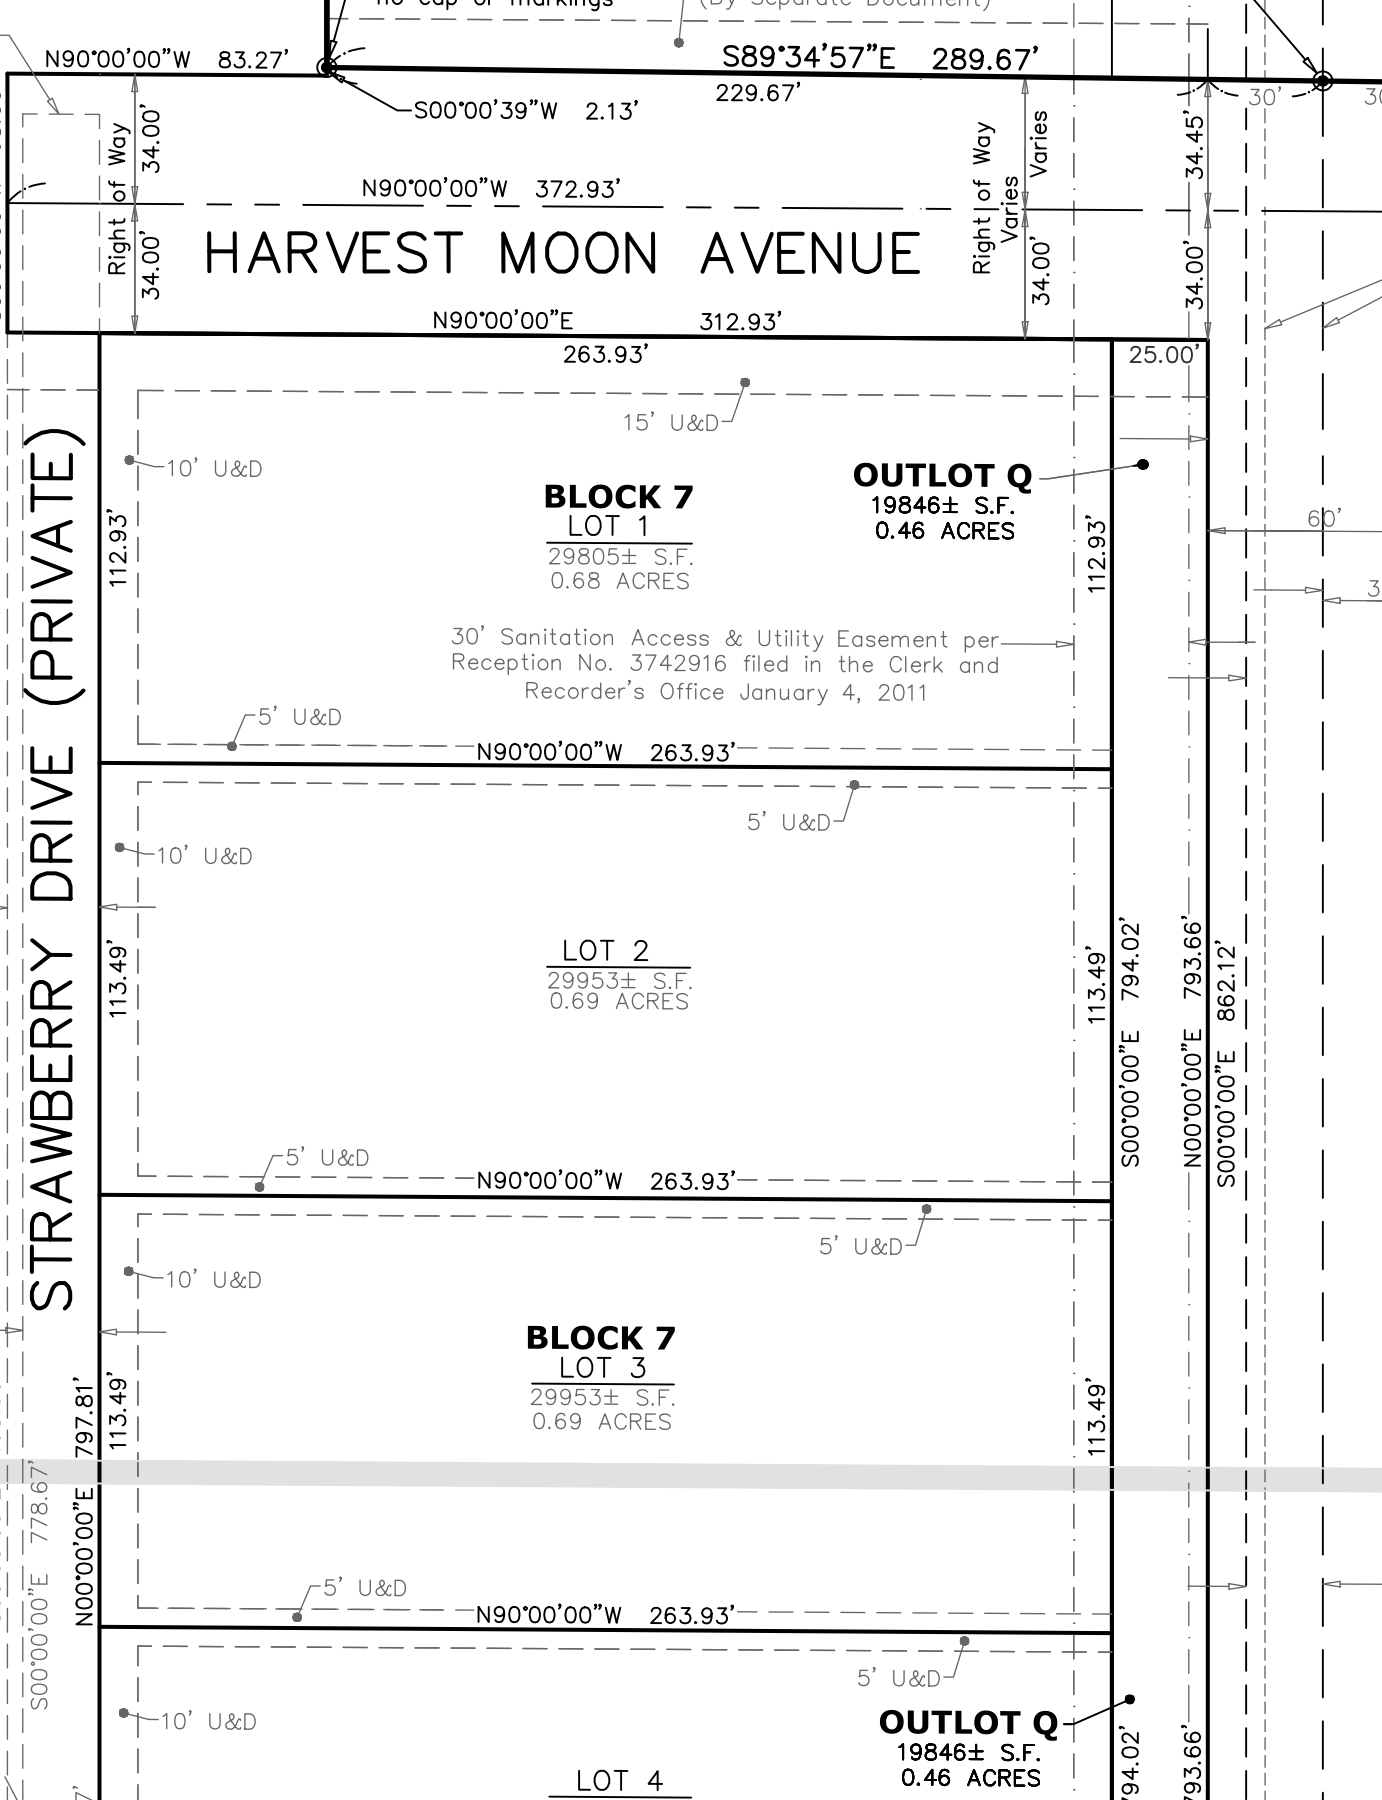 (By Separate Document)
N90°00'00"W 83.27'
S89°34'57"E 289.67'
229.67'
S00°00'39"W 2.13'
30'
Right of Way
34.00'
34.00'
N90°00'00"W 372.93'
Right of Way
Varies
Varies
34.00'
34.45'
34.00'
HARVEST MOON AVENUE
N90°00'00"E 312.93'
263.93'
25.00'
15' U&D
10' U&D
BLOCK 7
LOT 1
29805± S.F.
0.68 ACRES
OUTLOT Q
19846± S.F.
0.46 ACRES
60'
112.93'
112.93'
30' Sanitation Access & Utility Easement per
Reception No. 3742916 filed in the Clerk and
Recorder's Office January 4, 2011
5' U&D
N90°00'00"W 263.93'
5' U&D
10' U&D
STRAWBERRY DRIVE (PRIVATE)
LOT 2
29953± S.F.
0.69 ACRES
113.49'
113.49'
S00°00'00"E 794.02'
N00°00'00"E 793.66'
S00°00'00"E 862.12'
5' U&D
N90°00'00"W 263.93'
5' U&D
10' U&D
BLOCK 7
LOT 3
29953± S.F.
0.69 ACRES
113.49'
113.49'
N00°00'00"E 797.81'
S00°00'00"E 778.67'
5' U&D
N90°00'00"W 263.93'
5' U&D
10' U&D
OUTLOT Q
19846± S.F.
0.46 ACRES
LOT 4
794.02'
793.66'